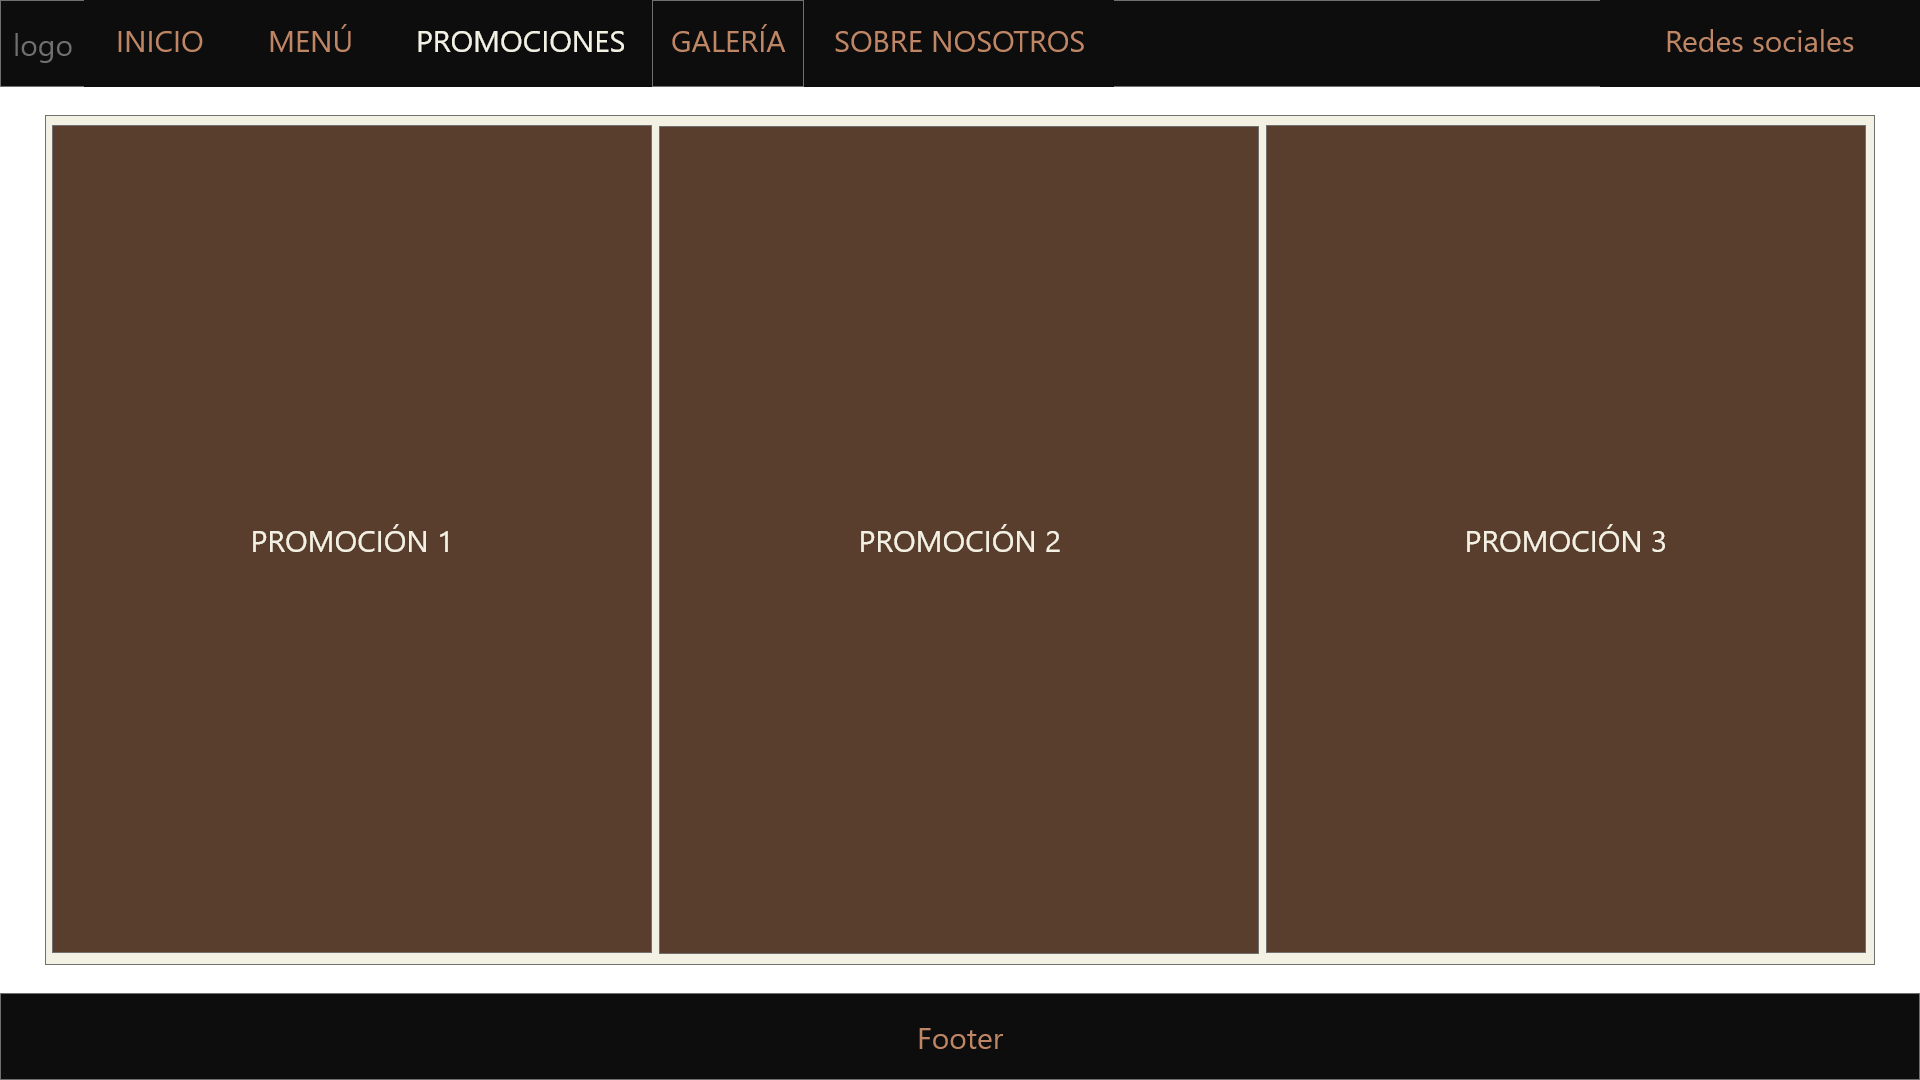 logo
INICIO
MENÚ
PROMOCIONES
GALERÍA
SOBRE NOSOTROS
Redes sociales
PROMOCIÓN 1
PROMOCIÓN 2
PROMOCIÓN 3
Footer